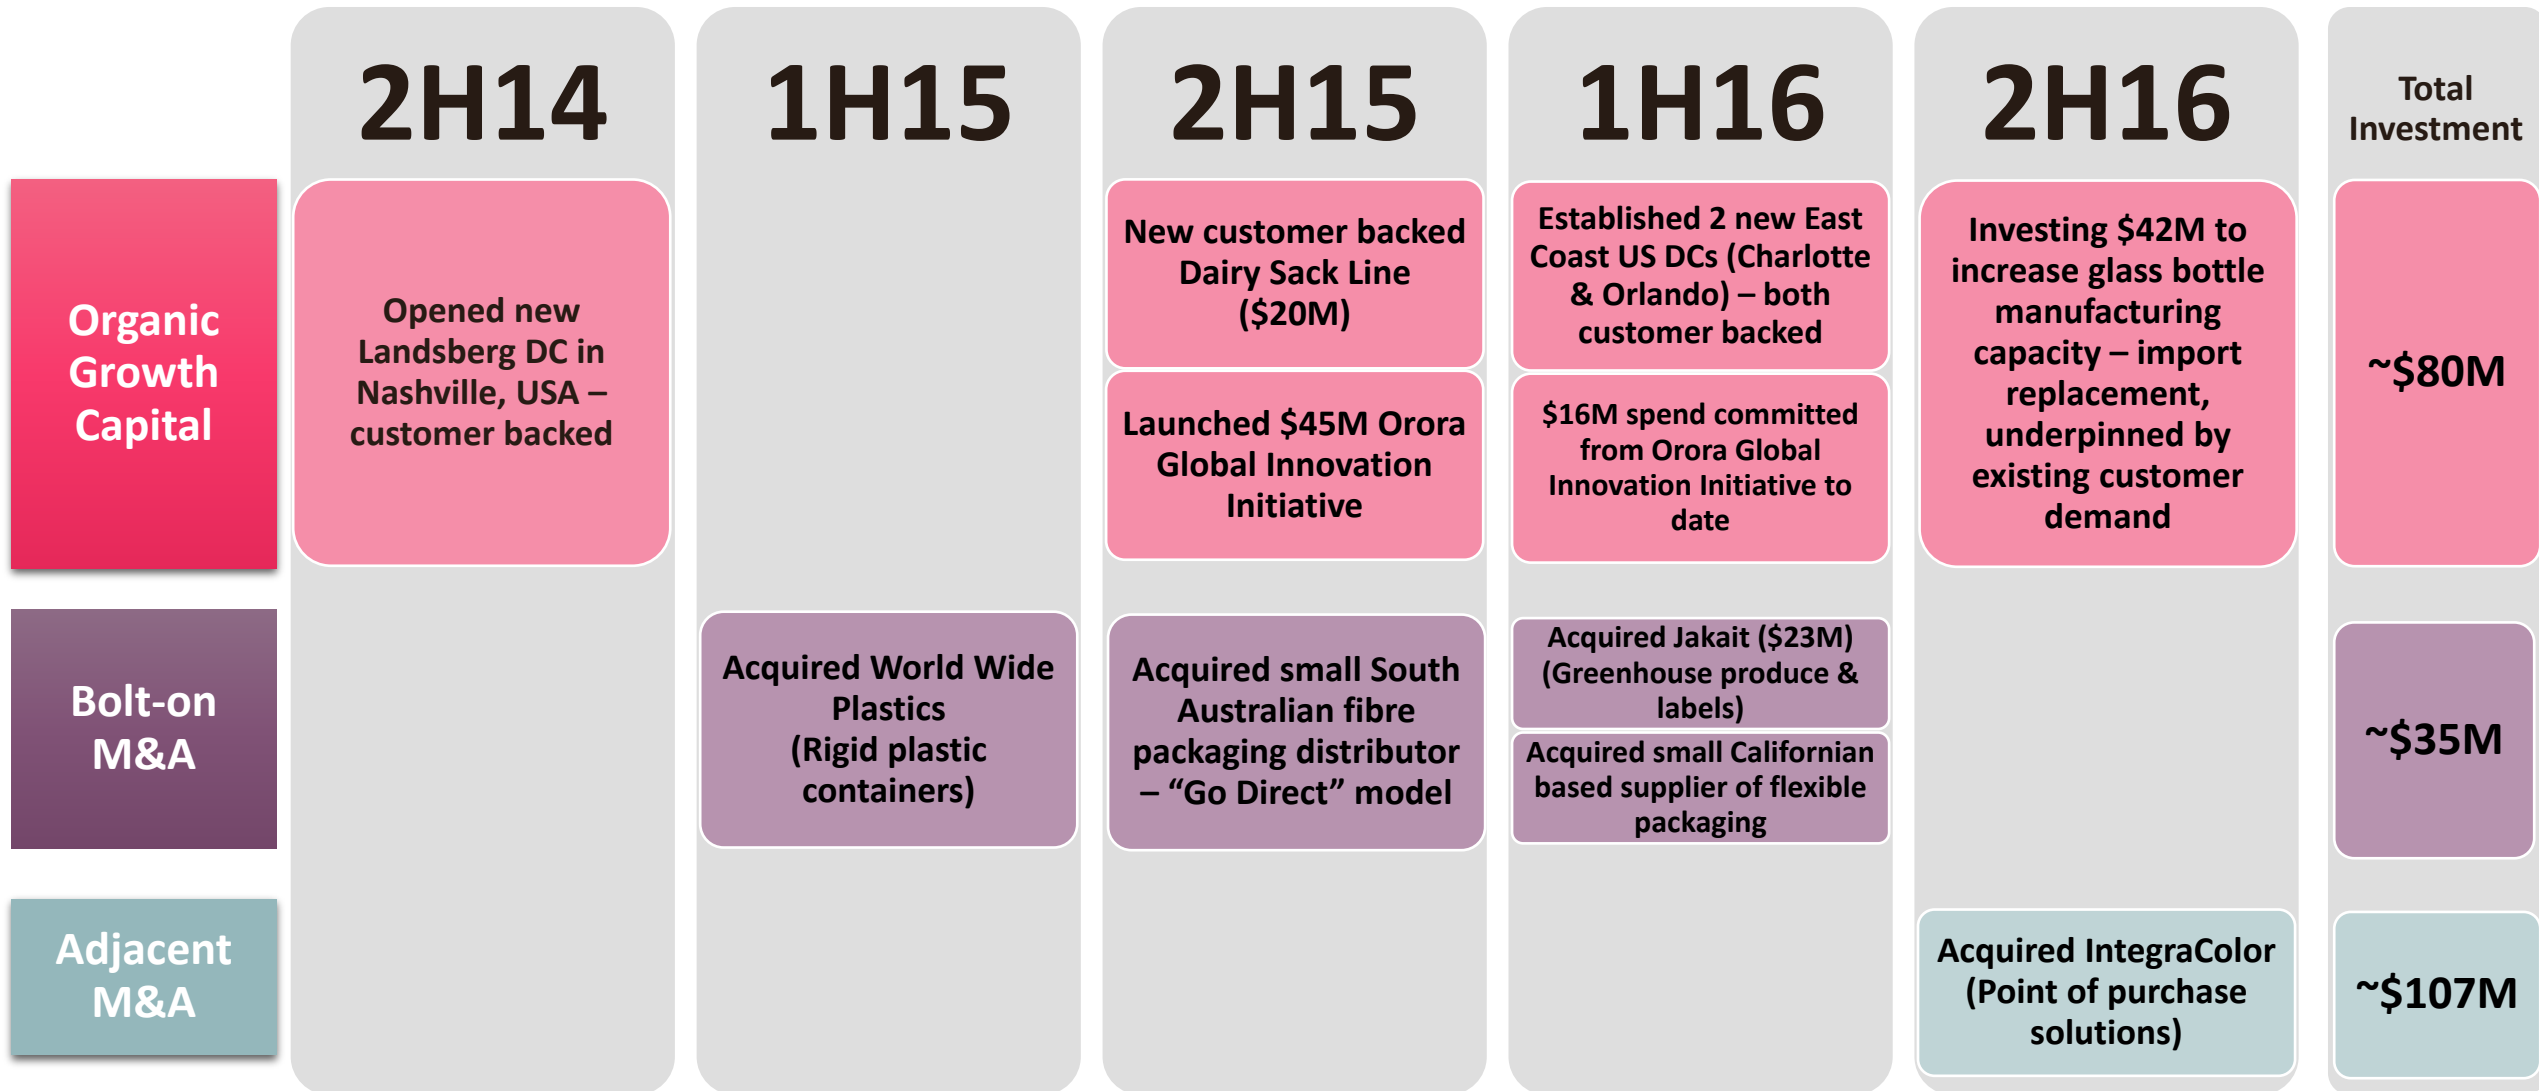 2H14
1H15
2H15
1H16
2H16
Total
Investment
Organic
Growth
Capital
Opened new
Landsberg DC in
Nashville, USA –
customer backed
New customer backed
Dairy Sack Line
($20M)
Launched $45M Orora
Global Innovation
Initiative
Established 2 new East
Coast US DCs (Charlotte
& Orlando) – both
customer backed
$16M spend committed
from Orora Global
Innovation Initiative to
date
Investing $42M to
increase glass bottle
manufacturing
capacity – import
replacement,
underpinned by
existing customer
demand
~$80M
Bolt-on
M&A
Acquired World Wide
Plastics
(Rigid plastic
containers)
Acquired small South
Australian fibre
packaging distributor
– “Go Direct” model
Acquired Jakait ($23M)
(Greenhouse produce &
labels)
Acquired small Californian
based supplier of flexible
packaging
~$35M
Adjacent
M&A
Acquired IntegraColor
(Point of purchase
solutions)
~$107M